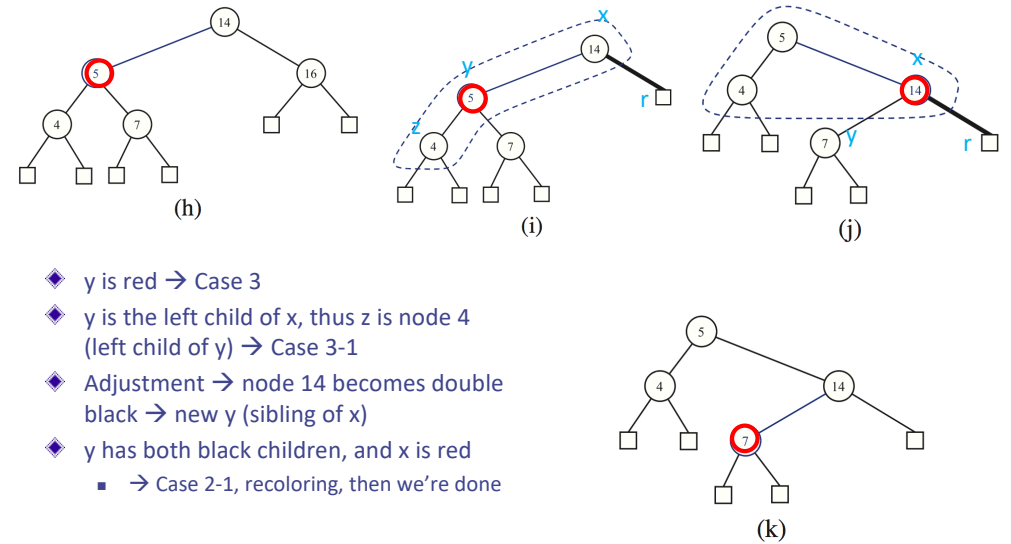 14
5
16
4
7
(h)
x
14
y
5
r
z
4
7
(i)
5
x
4
14
y
r
7
(j)
y is red → Case 3
y is the left child of x, thus z is node 4
(left child of y) → Case 3-1
Adjustment → node 14 becomes double
black → new y (sibling of x)
y has both black children, and x is red
→ Case 2-1, recoloring, then we're done
5
4
14
7
(k)